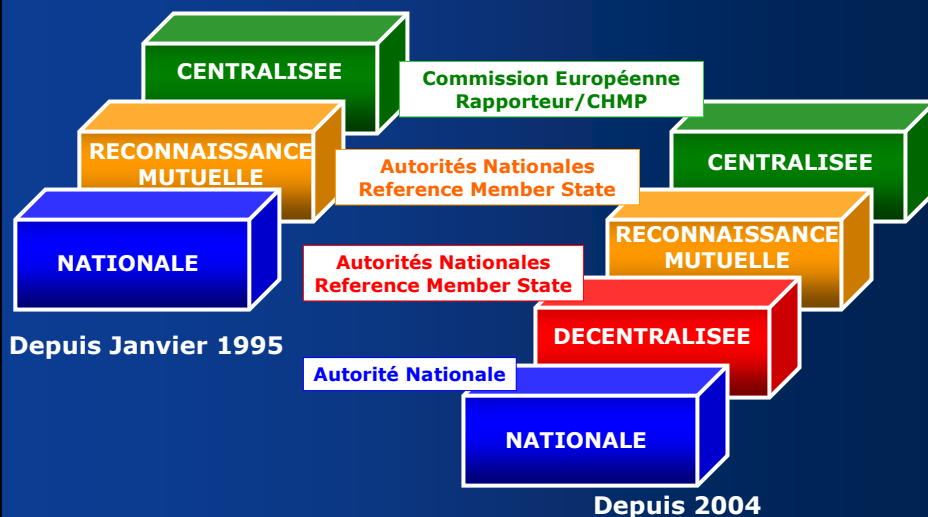 CENTRALISEE
RECONNAISSANCE
MUTUELLE
NATIONALE
Depuis Janvier 1995
Commission Européenne
Rapporteur/CHMP
Autorités Nationales
Reference Member State
Autorités Nationales
Reference Member State
Autorité Nationale
CENTRALISEE
RECONNAISSANCE
MUTUELLE
DECENTRALISEE
NATIONALE
Depuis 2004